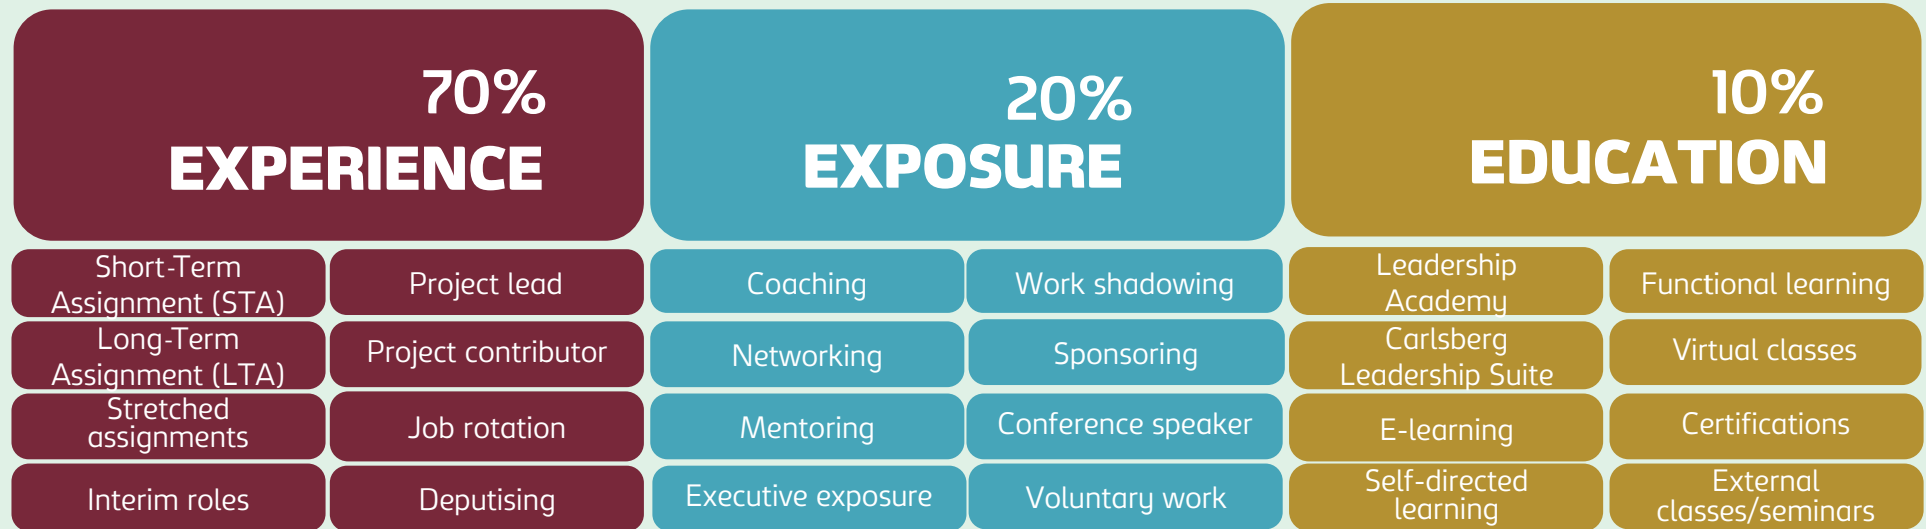 70%
EXPERIENCE
Short-Term
Assignment (STA)
Project lead
Long-Term
Assignment (LTA)
Project contributor
Stretched
assignments
Job rotation
Interim roles
Deputising
20%
EXPOSURE
Coaching
Work shadowing
Networking
Sponsoring
Mentoring
Conference speaker
Executive exposure
Voluntary work
10%
EDUCATION
Leadership
Academy
Functional learning
Carlsberg
Leadership Suite
Virtual classes
E-learning
Certifications
Self-directed
learning
External
classes/seminars